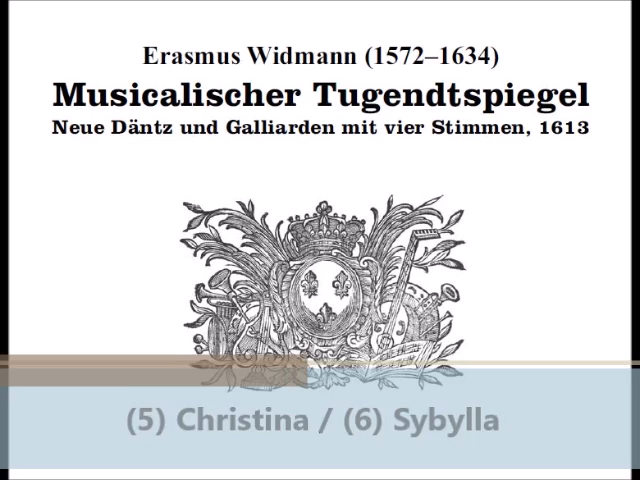 Erasmus Widmann (1572–1634)
Musicalischer Tugendtspiegel
Neue Däntz und Galliarden mit vier Stimmen, 1613
(5) Christina / (6) Sybylla